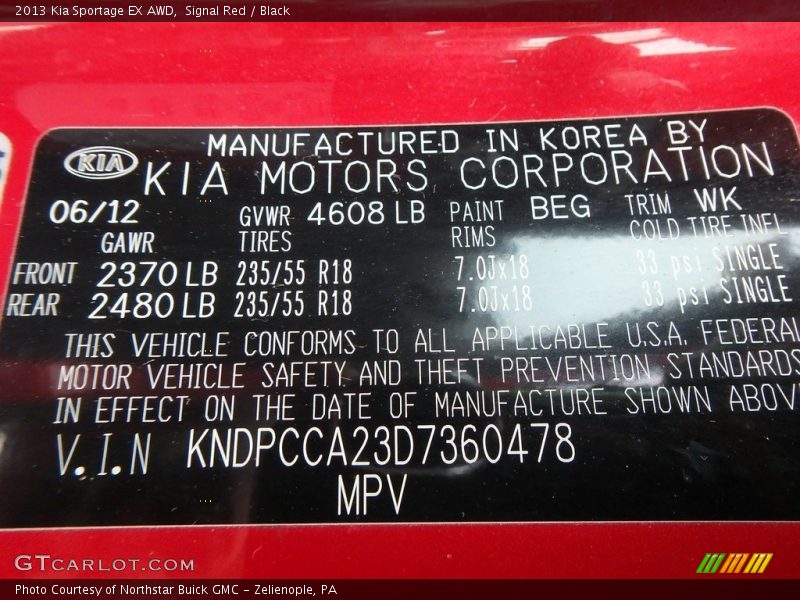 2013 Kia Sportage EX AWD,  Signal Red / Black
MANUFACTURED IN KOREA BY
KIA KIA MOTORS CORPORATION
06/12 GVWR 4608 LB PAINT BEG TRIM WK
GAWR TIRES RIMS COLD TIRE INFL
FRONT 2370 LB 235/55 R18 7.0Jx18 33 psi SINGLE
REAR 2480 LB 235/55 R18 7.0Jx18 33 psi SINGLE
THIS VEHICLE CONFORMS TO ALL APPLICABLE U.S.A. FEDERAL
MOTOR VEHICLE SAFETY AND THEFT PREVENTION STANDARDS
IN EFFECT ON THE DATE OF MANUFACTURE SHOWN ABOV
V.I.N KNDPCCA23D7360478
MPV
GTCARLOT.COM
Photo Courtesy of Northstar Buick GMC - Zelienople, PA